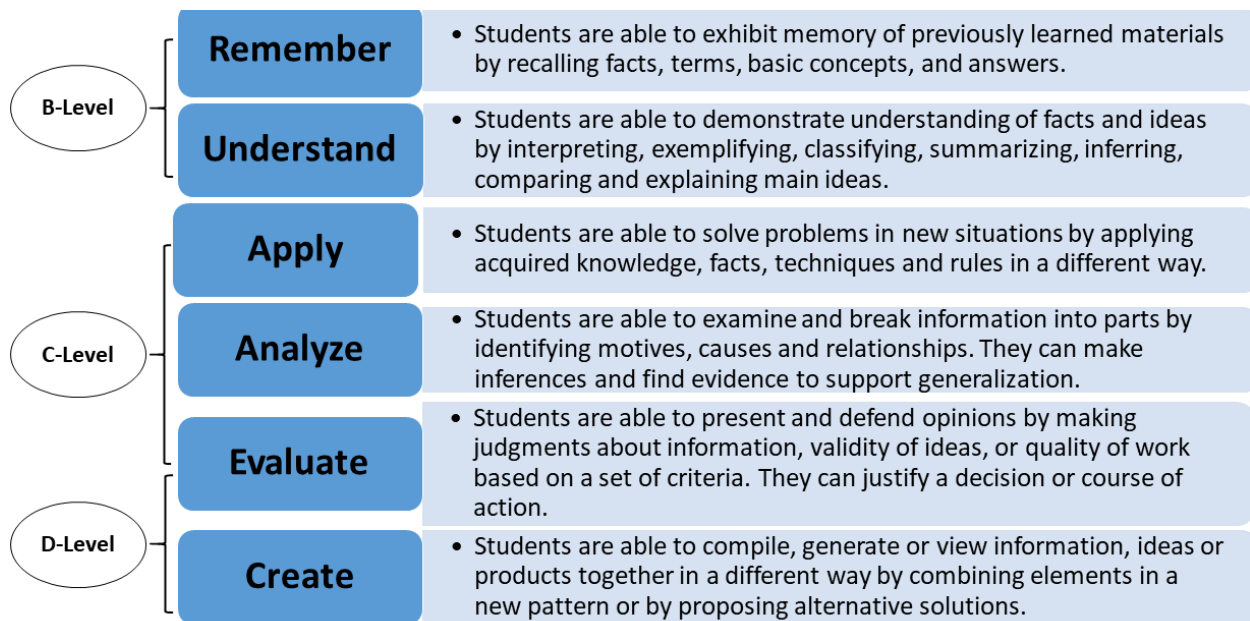 B-Level
Remember
• Students are able to exhibit memory of previously learned materials
by recalling facts, terms, basic concepts, and answers.
Understand
• Students are able to demonstrate understanding of facts and ideas
by interpreting, exemplifying, classifying, summarizing, inferring,
comparing and explaining main ideas.
C-Level
Apply
• Students are able to solve problems in new situations by applying
acquired knowledge, facts, techniques and rules in a different way.
Analyze
• Students are able to examine and break information into parts by
identifying motives, causes and relationships. They can make
inferences and find evidence to support generalization.
Evaluate
• Students are able to present and defend opinions by making
judgments about information, validity of ideas, or quality of work
based on a set of criteria. They can justify a decision or course of
action.
D-Level
Create
• Students are able to compile, generate or view information, ideas or
products together in a different way by combining elements in a
new pattern or by proposing alternative solutions.